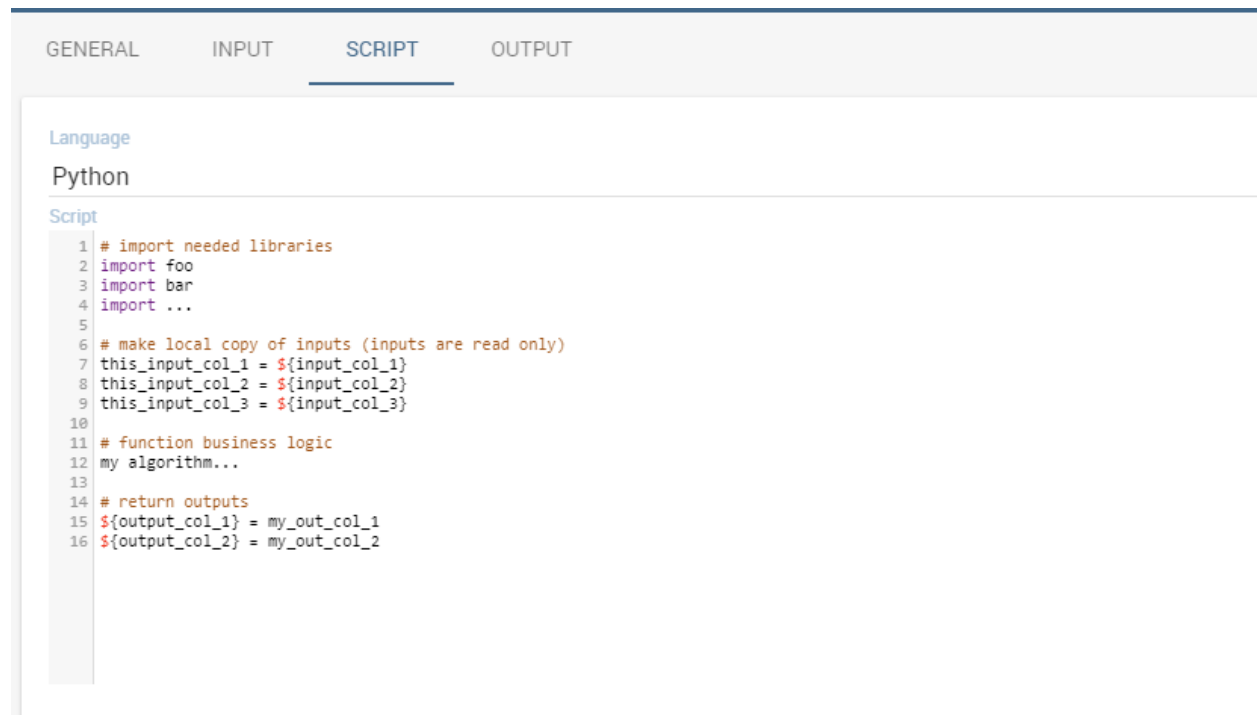 GENERAL INPUT SCRIPT OUTPUT
Language
Python
Script
1 # import needed libraries
2 import foo
3 import bar
4 import ...
5
6 # make local copy of inputs (inputs are read only)
7 this_input_col_1 = ${input_col_1}
8 this_input_col_2 = ${input_col_2}
9 this_input_col_3 = ${input_col_3}
10
11 # function business logic
12 my algorithm...
13
14 # return outputs
15 ${output_col_1} = my_out_col_1
16 ${output_col_2} = my_out_col_2